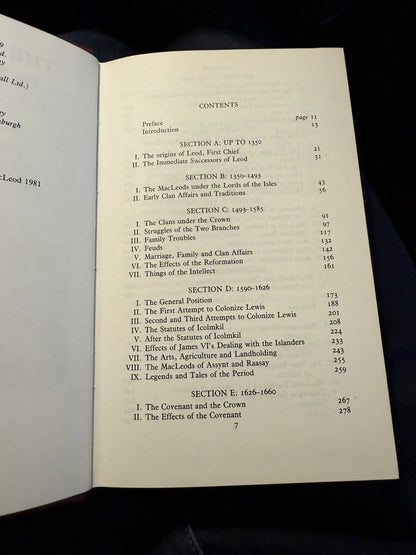 9
d.
ey
all Ltd.)
ey
nburgh
cLeod 1981
CONTENTS
Preface page 11
Introduction 13
SECTION A: UP TO 1350
I. The origins of Leod, First Chief 21
II. The Immediate Successors of Leod 31
SECTION B: 1350-1493
I. The MacLeods under the Lords of the Isles 43
II. Early Clan Affairs and Traditions 56
SECTION C: 1493-1585
I. The Clans under the Crown 91
II. Struggles of the Two Branches 97
III. Family Troubles 117
IV. Feuds 132
V. Marriage, Family and Clan Affairs 142
VI. The Effects of the Reformation 156
VII. Things of the Intellect 161
SECTION D: 1590-1626
I. The General Position 173
II. The First Attempt to Colonize Lewis 188
III. Second and Third Attempts to Colonize Lewis 201
IV. The Statutes of Icolmkil 208
V. After the Statutes of Icolmkil 224
VI. Effects of James VI's Dealing with the Islanders 233
VII. The Arts, Agriculture and Landholding 243
VIII. The MacLeods of Assynt and Raasay 255
IX. Legends and Tales of the Period 259
SECTION E: 1626-1660
I. The Covenant and the Crown 267
II. The Effects of the Covenant 278
7